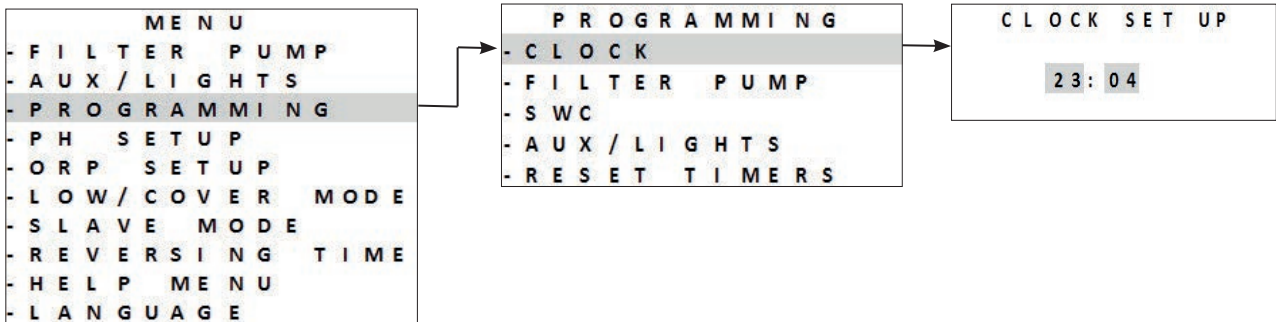 MENU
-FILTER PUMP
-AUX/LIGHTS
-PROGRAMMING
-PH SETUP
-ORP SETUP
-LOW/COVER MODE
-SLAVE MODE
-REVERSING TIME
-HELP MENU
-LANGUAGE
PROGRAMMING
-CLOCK
-FILTER PUMP
-SWC
-AUX/LIGHTS
-RESET TIMERS
CLOCK SET UP
23:04